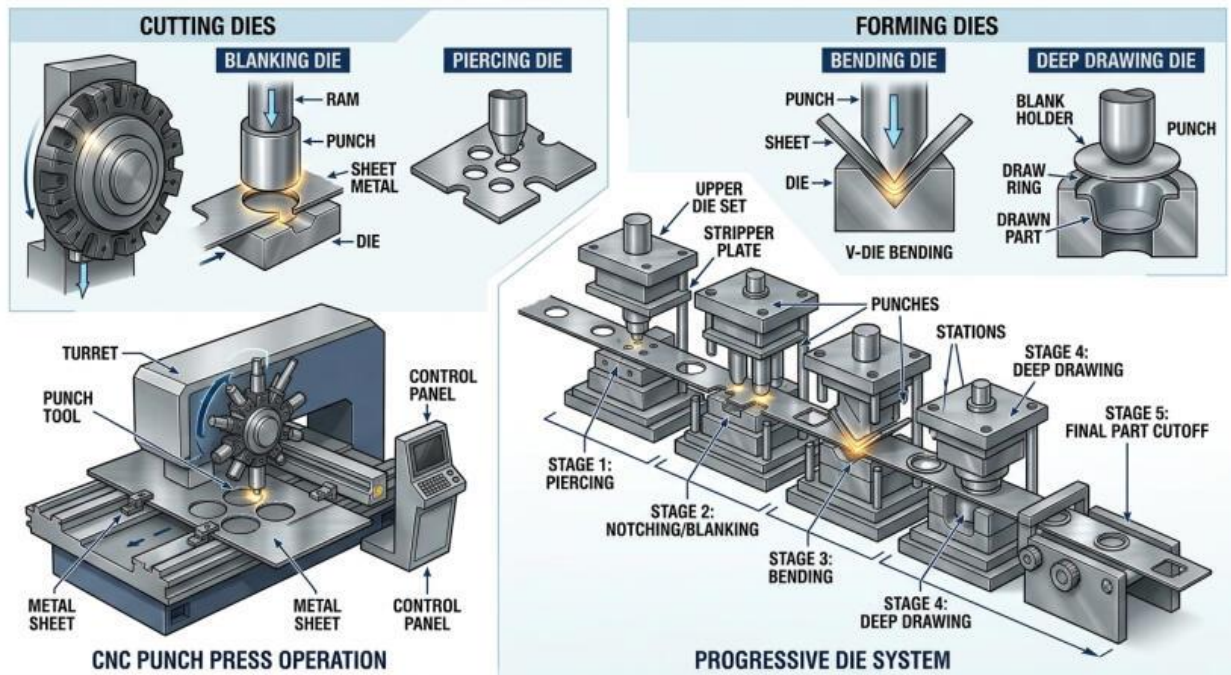 CUTTING DIES
BLANKING DIE
PIERCING DIE
RAM
PUNCH
SHEET
METAL
DIE
FORMING DIES
BENDING DIE
DEEP DRAWING DIE
PUNCH
SHEET
DIE
V-DIE BENDING
BLANK
HOLDER
PUNCH
DRAW
RING
DRAWN
PART
TURRET
PUNCH
TOOL
CONTROL
PANEL
METAL
SHEET
METAL
SHEET
CONTROL
PANEL
CNC PUNCH PRESS OPERATION
UPPER
DIE SET
STRIPPER
PLATE
PUNCHES
STATIONS
STAGE 4:
DEEP DRAWING
STAGE 5:
FINAL PART CUTOFF
STAGE 1:
PIERCING
STAGE 2:
NOTCHING/BLANKING
STAGE 3:
BENDING
STAGE 4:
DEEP DRAWING
PROGRESSIVE DIE SYSTEM